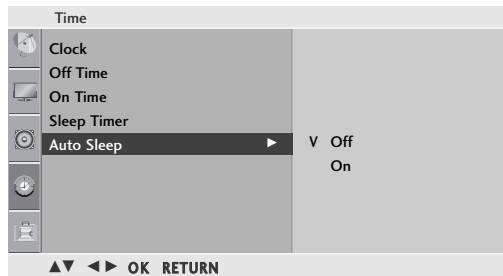 Time
Clock
Off Time
On Time
Sleep Timer
Auto Sleep ► V Off
On
▲▼ ◄► OK RETURN